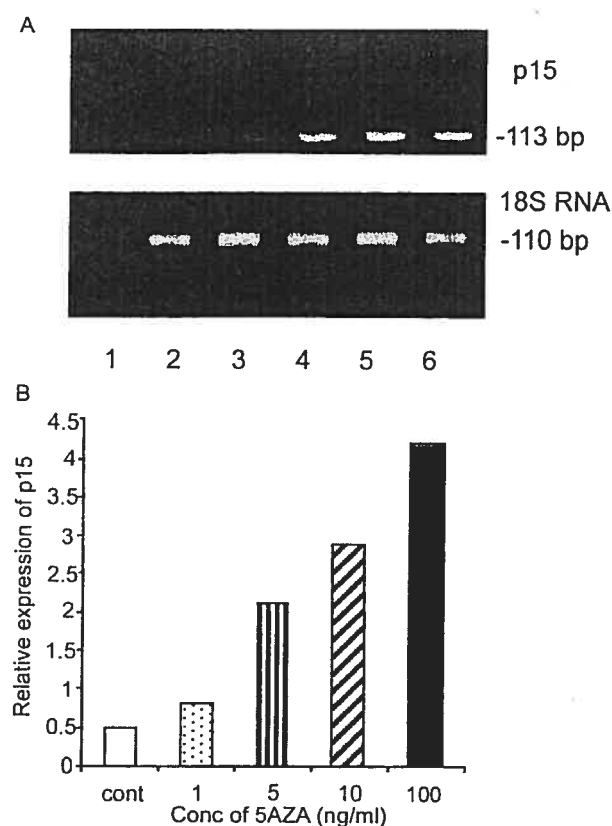 A
p15
-113 bp
18S RNA
-110 bp
1 2 3 4 5 6
B
Relative expression of p15
4.5
4
3.5
3
2.5
2
1.5
1
0.5
0
cont 1 5 10 100
Conc of 5AZA (ng/ml)